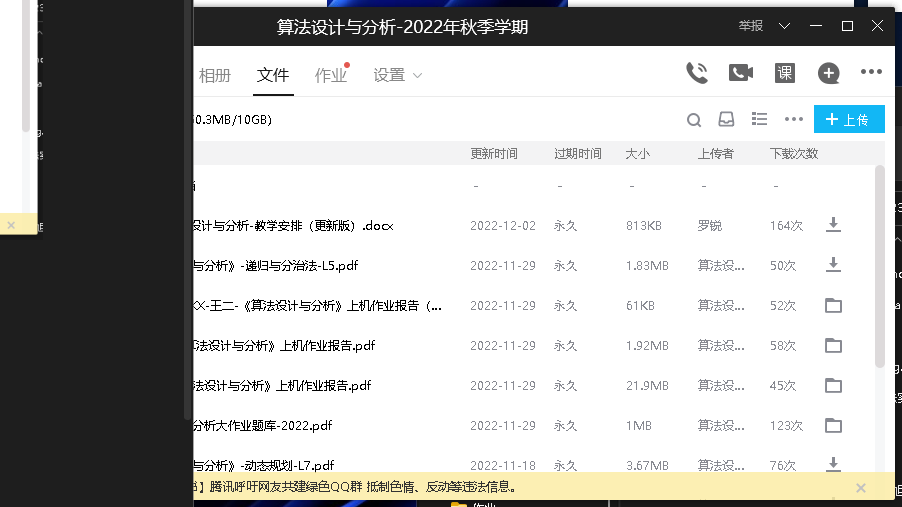 算法设计与分析-2022年秋季学期
举报
相册 文件 作业 设置
课
0.3MB/10GB)
上传
更新时间 过期时间 大小 上传者 下载次数
- - - - -
设计与分析-教学安排（更新版）.docx 2022-12-02 永久 813KB 罗锐 164次
与分析》-递归与分治法-L5.pdf 2022-11-29 永久 1.83MB 算法设... 50次
X-王二-《算法设计与分析》上机作业报告（... 2022-11-29 永久 61KB 算法设... 52次
法设计与分析》上机作业报告.pdf 2022-11-29 永久 1.92MB 算法设... 58次
法设计与分析》上机作业报告.pdf 2022-11-29 永久 21.9MB 算法设... 45次
分析大作业题库-2022.pdf 2022-11-29 永久 1MB 算法设... 123次
与分析》-动态规划-L7.pdf 2022-11-18 永久 3.67MB 算法设... 76次
】腾讯呼吁网友共建绿色QQ群 抵制色情、反动等违法信息。